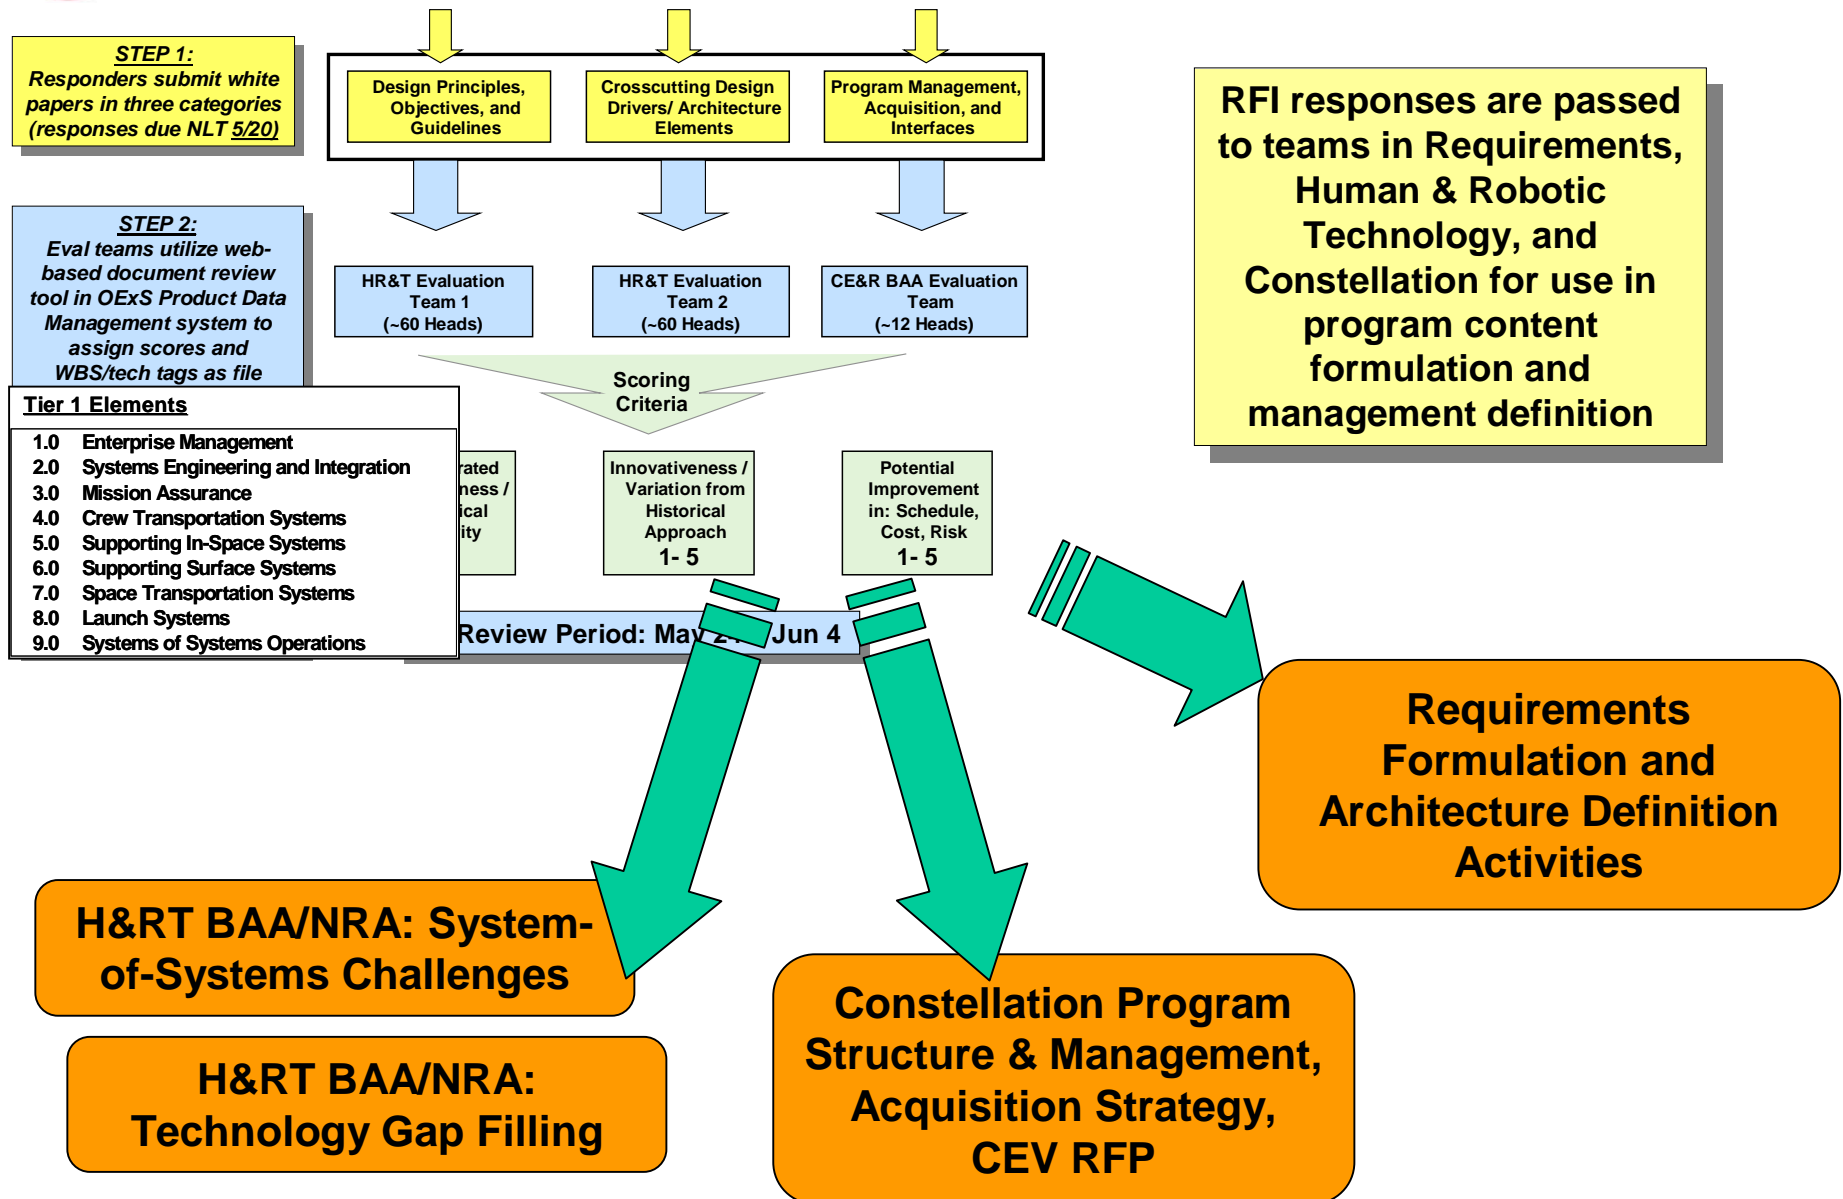 STEP 1:
Responders submit white
papers in three categories
(responses due NLT 5/20)
Design Principles,
Objectives, and
Guidelines
Crosscutting Design
Drivers/ Architecture
Elements
Program Management,
Acquisition, and
Interfaces
RFI responses are passed
to teams in Requirements,
Human & Robotic
Technology, and
Constellation for use in
program content
formulation and
management definition
STEP 2:
Eval teams utilize web-
based document review
tool in OExS Product Data
Management system to
assign scores and
WBS/tech tags as file
HR&T Evaluation
Team 1
(~60 Heads)
HR&T Evaluation
Team 2
(~60 Heads)
CE&R BAA Evaluation
Team
(~12 Heads)
Scoring
Criteria
Tier 1 Elements
1.0 Enterprise Management
2.0 Systems Engineering and Integration
3.0 Mission Assurance
4.0 Crew Transportation Systems
5.0 Supporting In-Space Systems
6.0 Supporting Surface Systems
7.0 Space Transportation Systems
8.0 Launch Systems
9.0 Systems of Systems Operations
Innovativeness /
Variation from
Historical
Approach
1- 5
Potential
Improvement
in: Schedule,
Cost, Risk
1- 5
Review Period: May Jun 4
Requirements
Formulation and
Architecture Definition
Activities
H&RT BAA/NRA: System-
of-Systems Challenges
H&RT BAA/NRA:
Technology Gap Filling
Constellation Program
Structure & Management,
Acquisition Strategy,
CEV RFP